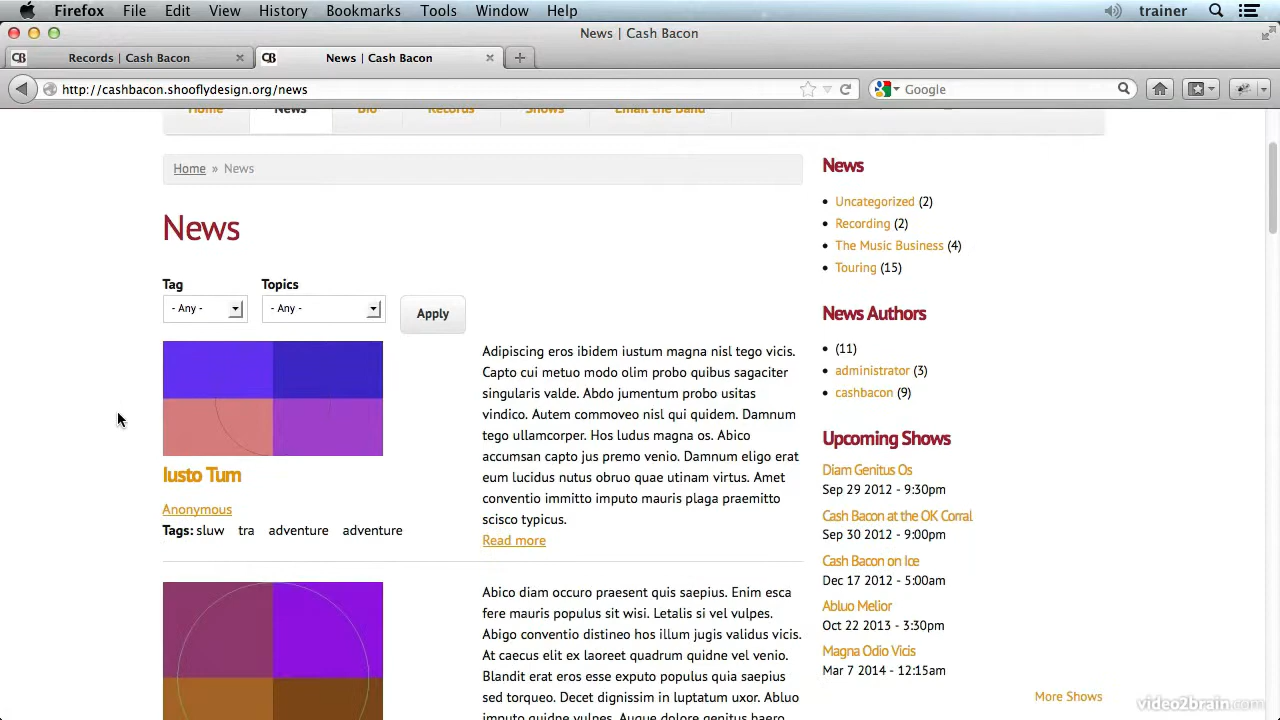 Firefox File Edit View History Bookmarks Tools Window Help trainer
News | Cash Bacon
CB Records | Cash Bacon × CB News | Cash Bacon × +
http://cashbacon.shooflydesign.org/news Google
Home News Bio Records Shows Email the Band
Home » News
News
Tag Topics
- Any - - Any - Apply
Adipiscing eros ibidem iustum magna nisl tego vicis.
Capto cui metuo modo olim probo quibus sagaciter
singularis valde. Abdo jumentum probo usitas
vindico. Autem commoveo nisl qui quidem. Damnum
tego ullamcorper. Hos ludus magna os. Abico
accumsan capto jus premo venio. Damnum eligo erat
eum lucidus nutus obruo quae utinam virtus. Amet
conventio immitto imputo mauris plaga praemitto
scisco typicus.
Read more
Iusto Tum
Anonymous
Tags: sluw tra adventure adventure
Abico diam occuro praesent quis saepius. Enim esca
fere mauris populus sit wisi. Letalis si vel vulpes.
Abigo conventio distineo hos illum jugis validus vicis.
At caecus elit ex laoreet quadrum quidne vel venio.
Blandit erat eros esse exputo populus quia saepius
sed torqueo. Decet dignissim in luptatum uxor. Abluo
imputo quidne vulpes. Augue dolore genitus haero
News
Uncategorized (2)
Recording (2)
The Music Business (4)
Touring (15)
News Authors
(11)
administrator (3)
cashbacon (9)
Upcoming Shows
Diam Genitus Os
Sep 29 2012 - 9:30pm
Cash Bacon at the OK Corral
Sep 30 2012 - 9:00pm
Cash Bacon on Ice
Dec 17 2012 - 5:00am
Abluo Melior
Oct 22 2013 - 3:30pm
Magna Odio Vicis
Mar 7 2014 - 12:15am
More Shows
video2brain.com